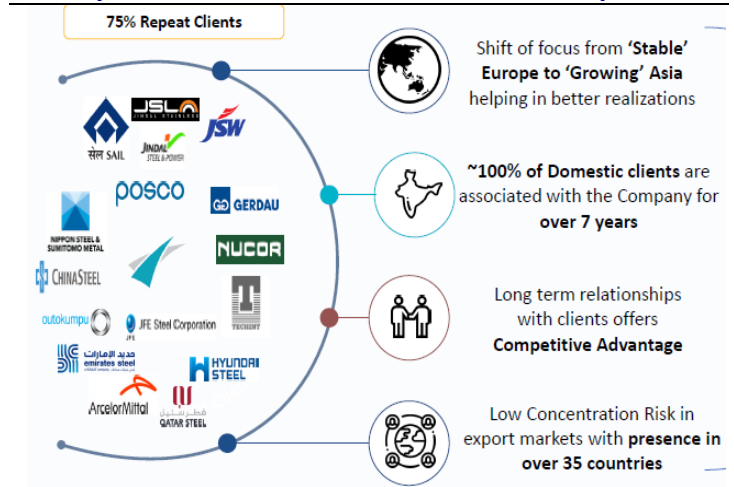 75% Repeat Clients
Shift of focus from ‘Stable’
Europe to ‘Growing’ Asia
helping in better realizations
JSL
JINDAL STAINLESS
सेल SAIL
JINDAL
STEEL & POWER
JSW
~100% of Domestic clients are
associated with the Company for
over 7 years
posco
GERDAU
NIPPON STEEL &
SUMITOMO METAL
NUCOR
CHINA STEEL
Long term relationships
with clients offers
Competitive Advantage
outokumpu
JFE
JFE Steel Corporation
TECHINT
حديد الإمارات
emirates steel
HYUNDAI
STEEL
ArcelorMittal
قطر ستيل
QATAR STEEL
Low Concentration Risk in
export markets with presence in
over 35 countries